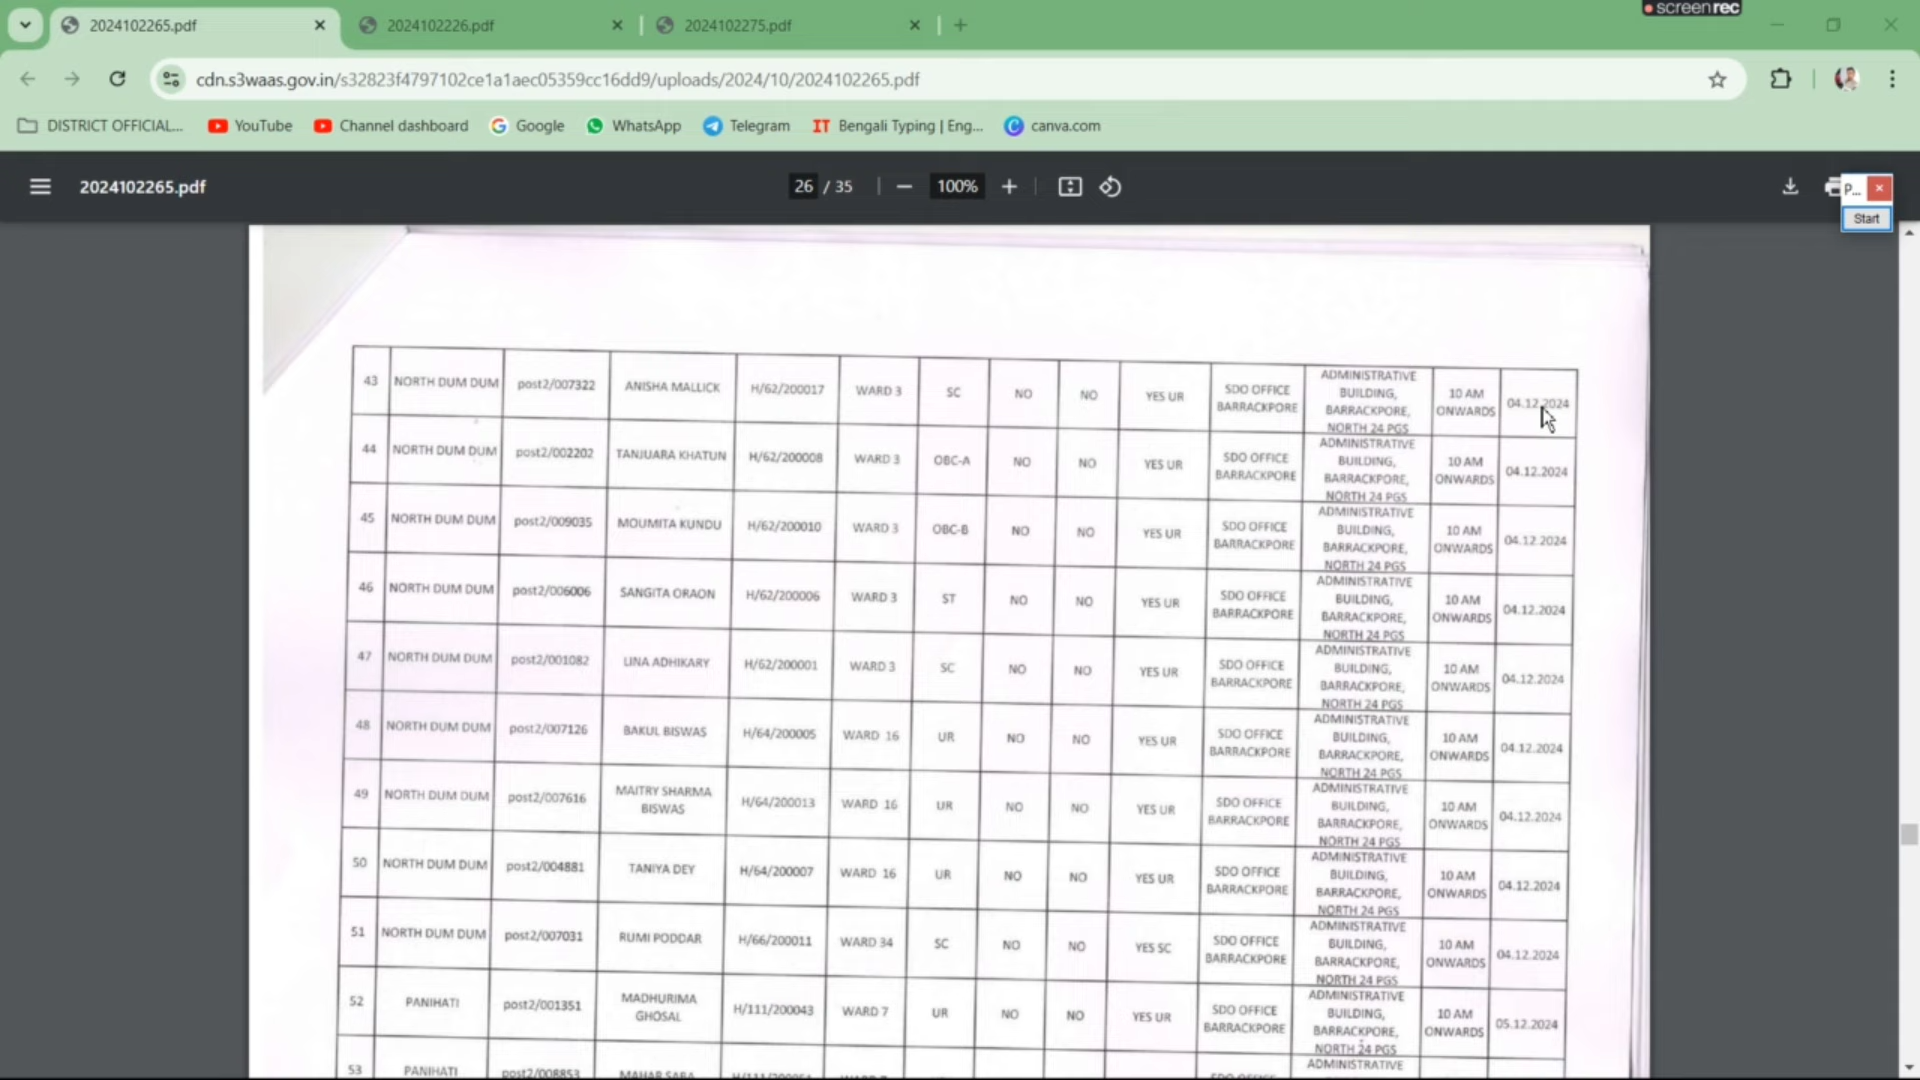 screenrec
2024102265.pdf
2024102226.pdf
2024102275.pdf
cdn.s3waas.gov.in/s32823f4797102ce1a1aec05359cc16dd9/uploads/2024/10/2024102265.pdf
DISTRICT OFFICIAL... YouTube Channel dashboard Google WhatsApp Telegram IT Bengali Typing | Eng... canva.com
2024102265.pdf 26 / 35 100% P...
Start
43 NORTH DUM DUM post2/007322 ANISHA MALLICK H/62/200017 WARD 3 SC NO NO YES UR SDO OFFICE BARRACKPORE ADMINISTRATIVE BUILDING, BARRACKPORE, NORTH 24 PGS 10 AM ONWARDS 04.12.2024
44 NORTH DUM DUM post2/002202 TANJUARA KHATUN H/62/200008 WARD 3 OBC-A NO NO YES UR SDO OFFICE BARRACKPORE ADMINISTRATIVE BUILDING, BARRACKPORE, NORTH 24 PGS 10 AM ONWARDS 04.12.2024
45 NORTH DUM DUM post2/009035 MOUMITA KUNDU H/62/200010 WARD 3 OBC-B NO NO YES UR SDO OFFICE BARRACKPORE ADMINISTRATIVE BUILDING, BARRACKPORE, NORTH 24 PGS 10 AM ONWARDS 04.12.2024
46 NORTH DUM DUM post2/006006 SANGITA ORAON H/62/200006 WARD 3 ST NO NO YES UR SDO OFFICE BARRACKPORE ADMINISTRATIVE BUILDING, BARRACKPORE, NORTH 24 PGS 10 AM ONWARDS 04.12.2024
47 NORTH DUM DUM post2/001082 LINA ADHIKARY H/62/200001 WARD 3 SC NO NO YES UR SDO OFFICE BARRACKPORE ADMINISTRATIVE BUILDING, BARRACKPORE, NORTH 24 PGS 10 AM ONWARDS 04.12.2024
48 NORTH DUM DUM post2/007126 BAKUL BISWAS H/64/200005 WARD 16 UR NO NO YES UR SDO OFFICE BARRACKPORE ADMINISTRATIVE BUILDING, BARRACKPORE, NORTH 24 PGS 10 AM ONWARDS 04.12.2024
49 NORTH DUM DUM post2/007616 MAITRY SHARMA BISWAS H/64/200013 WARD 16 UR NO NO YES UR SDO OFFICE BARRACKPORE ADMINISTRATIVE BUILDING, BARRACKPORE, NORTH 24 PGS 10 AM ONWARDS 04.12.2024
50 NORTH DUM DUM post2/004881 TANIYA DEY H/64/200007 WARD 16 UR NO NO YES UR SDO OFFICE BARRACKPORE ADMINISTRATIVE BUILDING, BARRACKPORE, NORTH 24 PGS 10 AM ONWARDS 04.12.2024
51 NORTH DUM DUM post2/007031 RUMI PODDAR H/66/200011 WARD 34 SC NO NO YES SC SDO OFFICE BARRACKPORE ADMINISTRATIVE BUILDING, BARRACKPORE, NORTH 24 PGS 10 AM ONWARDS 04.12.2024
52 PANIHATI post2/001351 MADHURIMA GHOSAL H/111/200043 WARD 7 UR NO NO YES UR SDO OFFICE BARRACKPORE ADMINISTRATIVE BUILDING, BARRACKPORE, NORTH 24 PGS 10 AM ONWARDS 05.12.2024
53 PANIHATI post2/008853 ADMINISTRATIVE